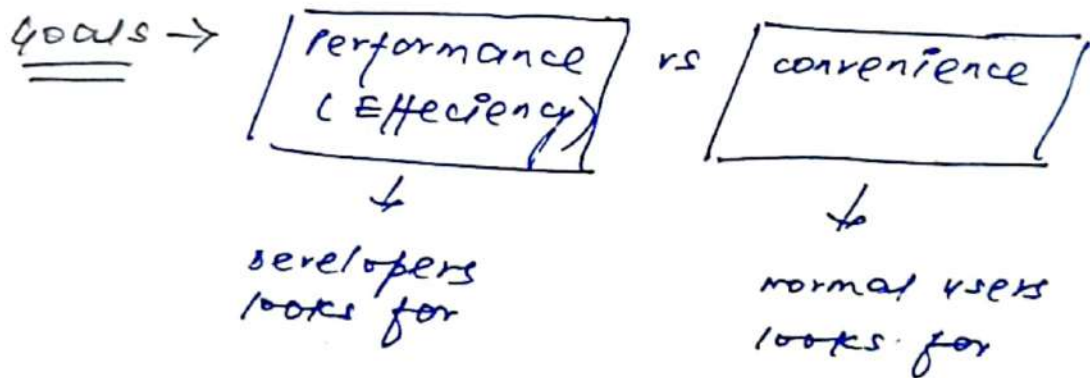 Goals → Performance vs convenience
(Effeciency)
↓ ↓
developers normal users
looks for looks for